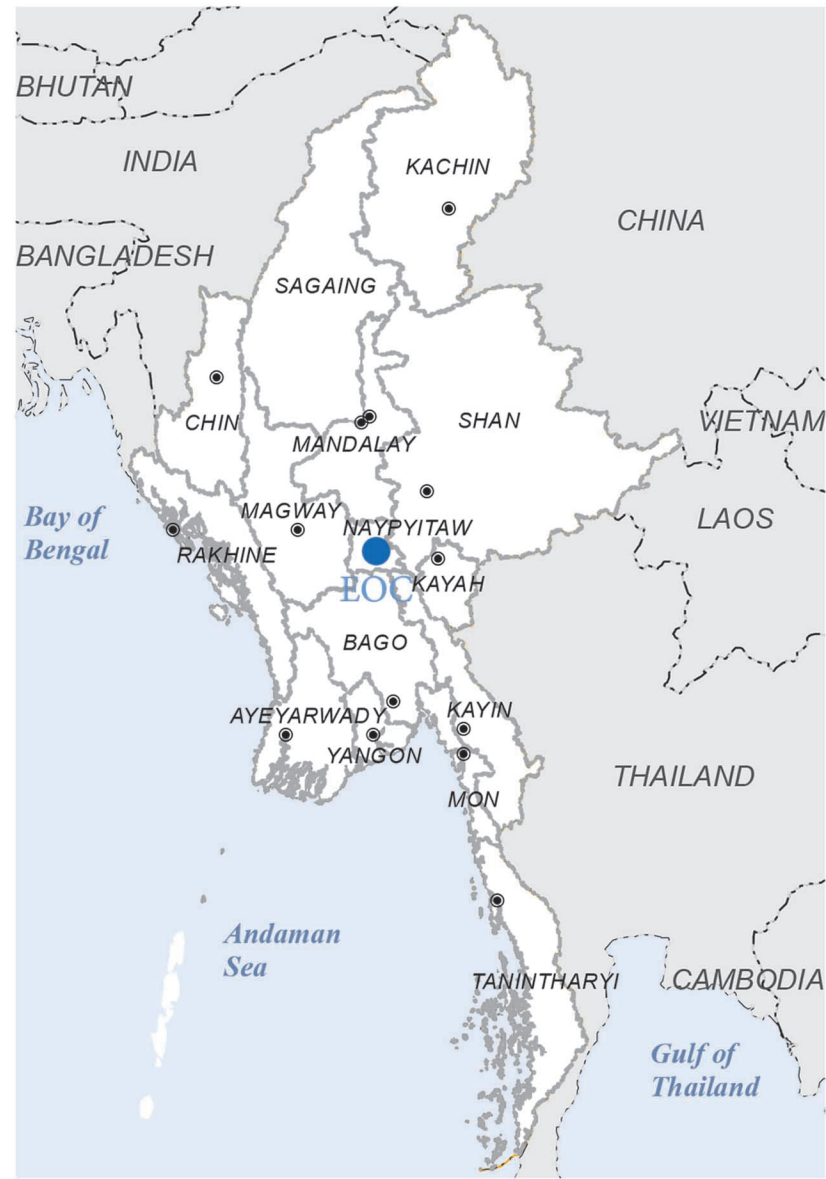 BHUTAN
INDIA
KACHIN
CHINA
BANGLADESH
SAGAING
CHIN
MANDALAY
SHAN
VIETNAM
Bay of
Bengal
MAGWAY
NAYPYITAW
LAOS
RAKHINE
EOC
KAYAH
BAGO
AYEYARWADY
KAYIN
YANGON
THAILAND
MON
Andaman
Sea
TANINTHARYI
CAMBODIA
Gulf of
Thailand